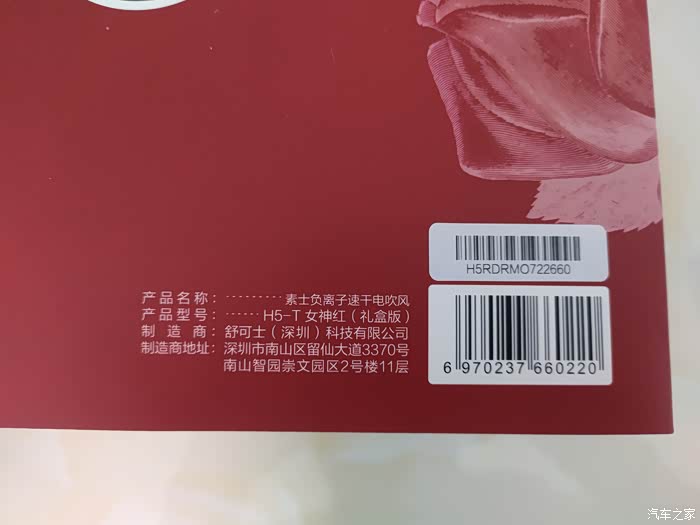 H5RDRMO722660
产品名称：·········素士负离子速干电吹风
产品型号：······H5-T 女神红（礼盒版）
制 造 商：舒可士（深圳）科技有限公司
制造商地址：深圳市南山区留仙大道3370号
南山智园崇文园区2号楼11层
6 970237 660220
汽车之家